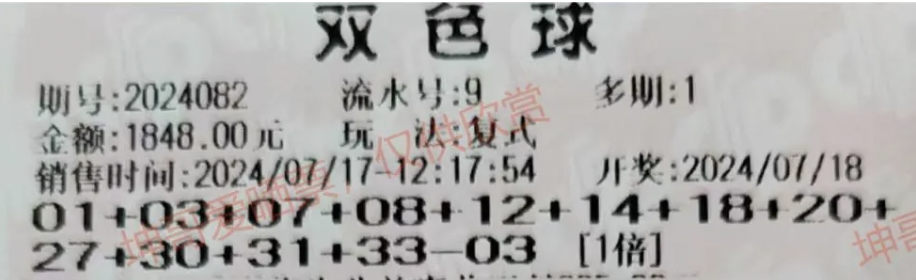 双色球
期号:2024082 流水号:9 多期:1
金额:1848.00元 玩 法:复式
销售时间:2024/07/17-12:17:54 开奖:2024/07/18
01+03+07+08+12+14+18+20+
27+30+31+33-03 [1倍]
坤哥爱晒票,仅供欣赏
坤哥